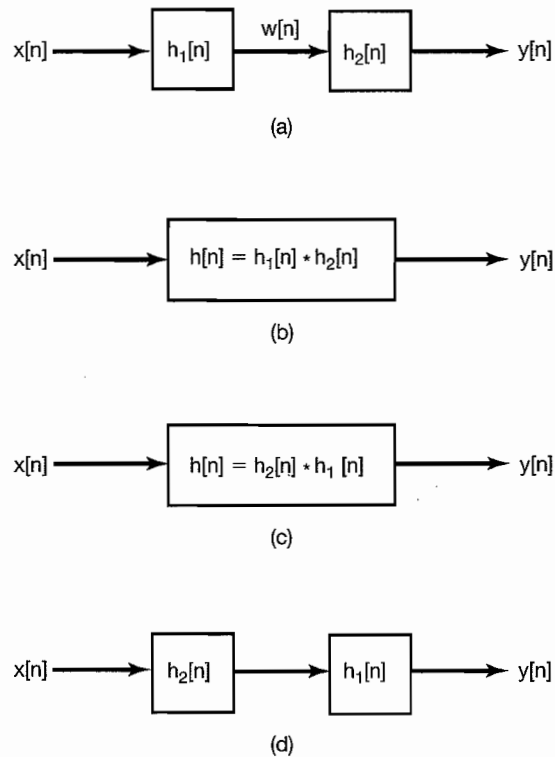 w[n]
x[n] h₁[n] h₂[n] y[n]
(a)
x[n] h[n] = h₁[n] * h₂[n] y[n]
(b)
x[n] h[n] = h₂[n] * h₁ [n] y[n]
(c)
x[n] h₂[n] h₁[n] y[n]
(d)